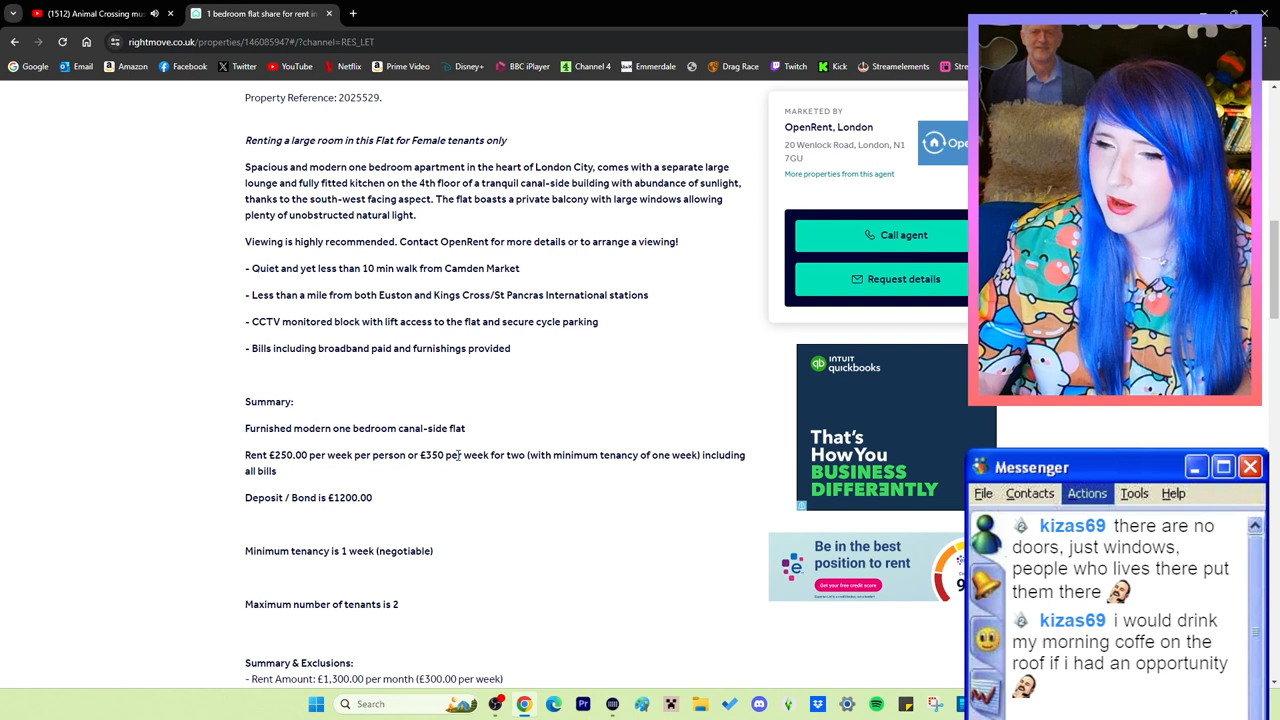 (1512) Animal Crossing mus
1 bedroom flat share for rent in
rightmove.co.uk/properties/146085947#/?channel=RES_LET
Google
Email
Amazon
Facebook
Twitter
YouTube
Netflix
Prime Video
Disney+
BBC iPlayer
Channel 4
Emmerdale
Drag Race
Twitch
Kick
Streamelements
Property Reference: 2025529.
Renting a large room in this Flat for Female tenants only
Spacious and modern one bedroom apartment in the heart of London City, comes with a separate large
lounge and fully fitted kitchen on the 4th floor of a tranquil canal-side building with abundance of sunlight,
thanks to the south-west facing aspect. The flat boasts a private balcony with large windows allowing
plenty of unobstructed natural light.
Viewing is highly recommended. Contact OpenRent for more details or to arrange a viewing!
- Quiet and yet less than 10 min walk from Camden Market
- Less than a mile from both Euston and Kings Cross/St Pancras International stations
- CCTV monitored block with lift access to the flat and secure cycle parking
- Bills including broadband paid and furnishings provided
Summary:
Furnished modern one bedroom canal-side flat
Rent £250.00 per week per person or £350 per week for two (with minimum tenancy of one week) including
all bills
Deposit / Bond is £1200.00
Minimum tenancy is 1 week (negotiable)
Maximum number of tenants is 2
Summary & Exclusions:
- Rent Amount: £1,300.00 per month (£300.00 per week)
MARKETED BY
OpenRent, London
20 Wenlock Road, London, N1
7GU
More properties from this agent
Ope
Call agent
Request details
INTUIT
quickbooks
That's
How You
BUSINESS
DIFFERENTLY
Be in the best
position to rent
Get your free credit score
Messenger
File Contacts Actions Tools Help
kizas69 there are no
doors, just windows,
people who lives there put
them there
kizas69 i would drink
my morning coffe on the
roof if i had an opportunity
Search